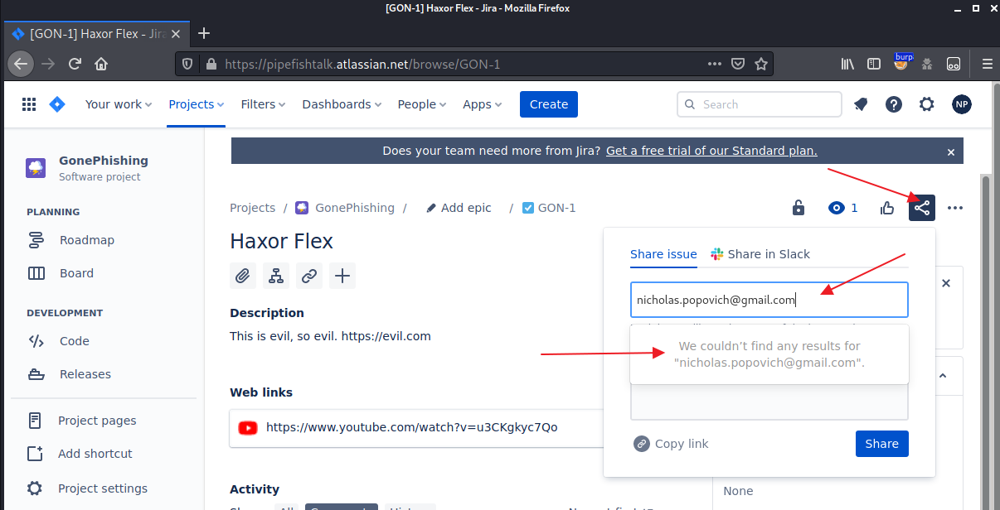 [GON-1] Haxor Flex - Jira - Mozilla Firefox
[GON-1] Haxor Flex - Jira
https://pipefishtalk.atlassian.net/browse/GON-1
burp
Your work Projects Filters Dashboards People Apps Create Search NP
GonePhishing
Software project
PLANNING
Roadmap
Board
DEVELOPMENT
Code
Releases
Project pages
Add shortcut
Project settings
Does your team need more from Jira? Get a free trial of our Standard plan.
Projects / GonePhishing / Add epic / GON-1
1
Haxor Flex
Description
This is evil, so evil. https://evil.com
Web links
https://www.youtube.com/watch?v=u3CKgkyc7Qo
Activity
Share issue Share in Slack
nicholas.popovich@gmail.com
We couldn’t find any results for
"nicholas.popovich@gmail.com".
Copy link Share
None